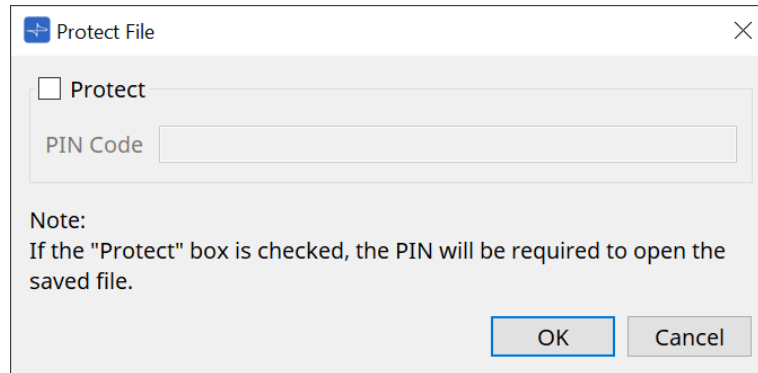 Protect File
Protect
PIN Code
Note:
If the "Protect" box is checked, the PIN will be required to open the
saved file.
OK
Cancel